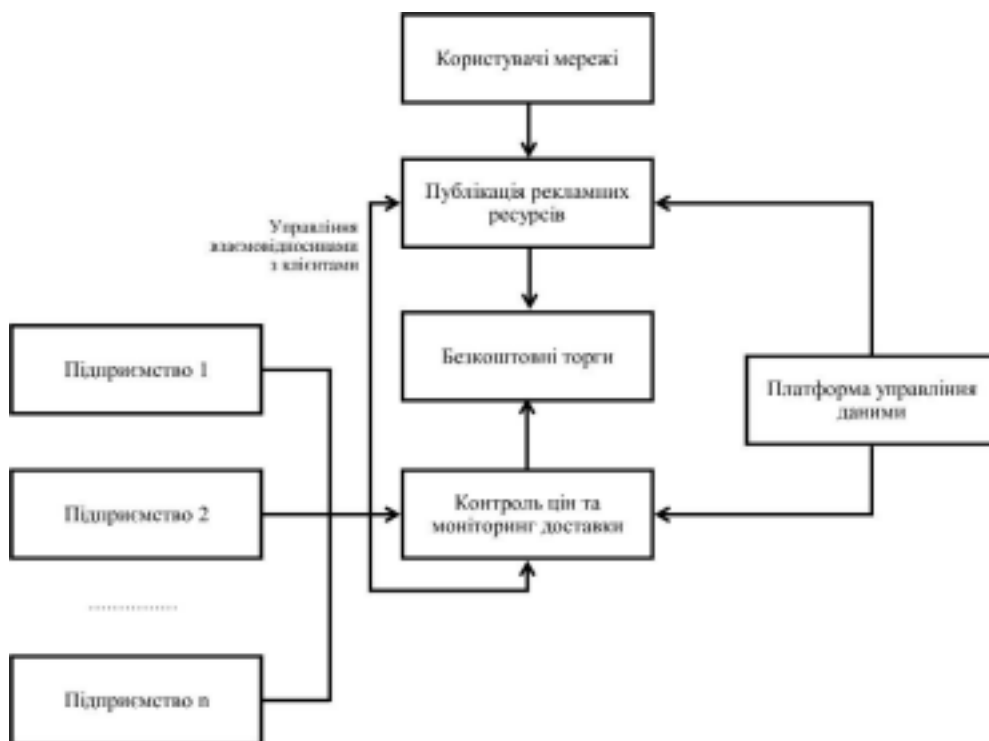 Користувачі мережі
Публікація рекламних
ресурсів
Управління
взаємовідносинами
з клієнтами
Безкоштовні торги
Підприємство 1
Платформа управління
даними
Підприємство 2
Контроль цін та
моніторинг доставки
...............
Підприємство n